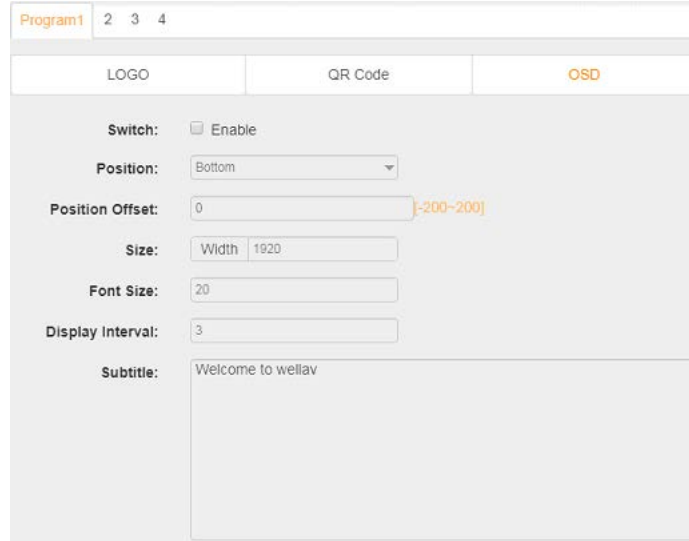 Program1 2 3 4
LOGO QR Code OSD
Switch: Enable
Position: Bottom
Position Offset: 0 [-200~200]
Size: Width 1920
Font Size: 20
Display Interval: 3
Subtitle: Welcome to wellav